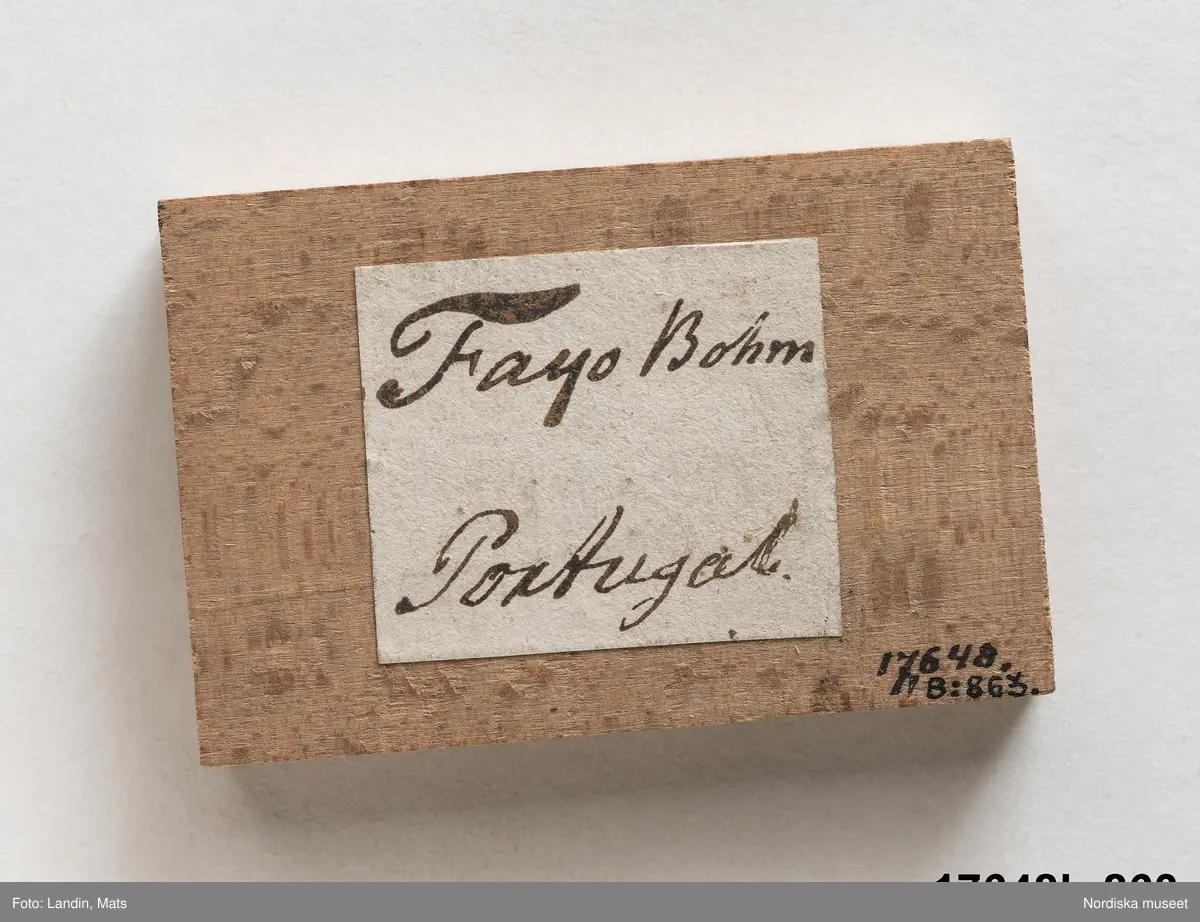 Fayo Bohm
Portugal.
17648.
B:863.
Foto: Landin, Mats
Nordiska museet